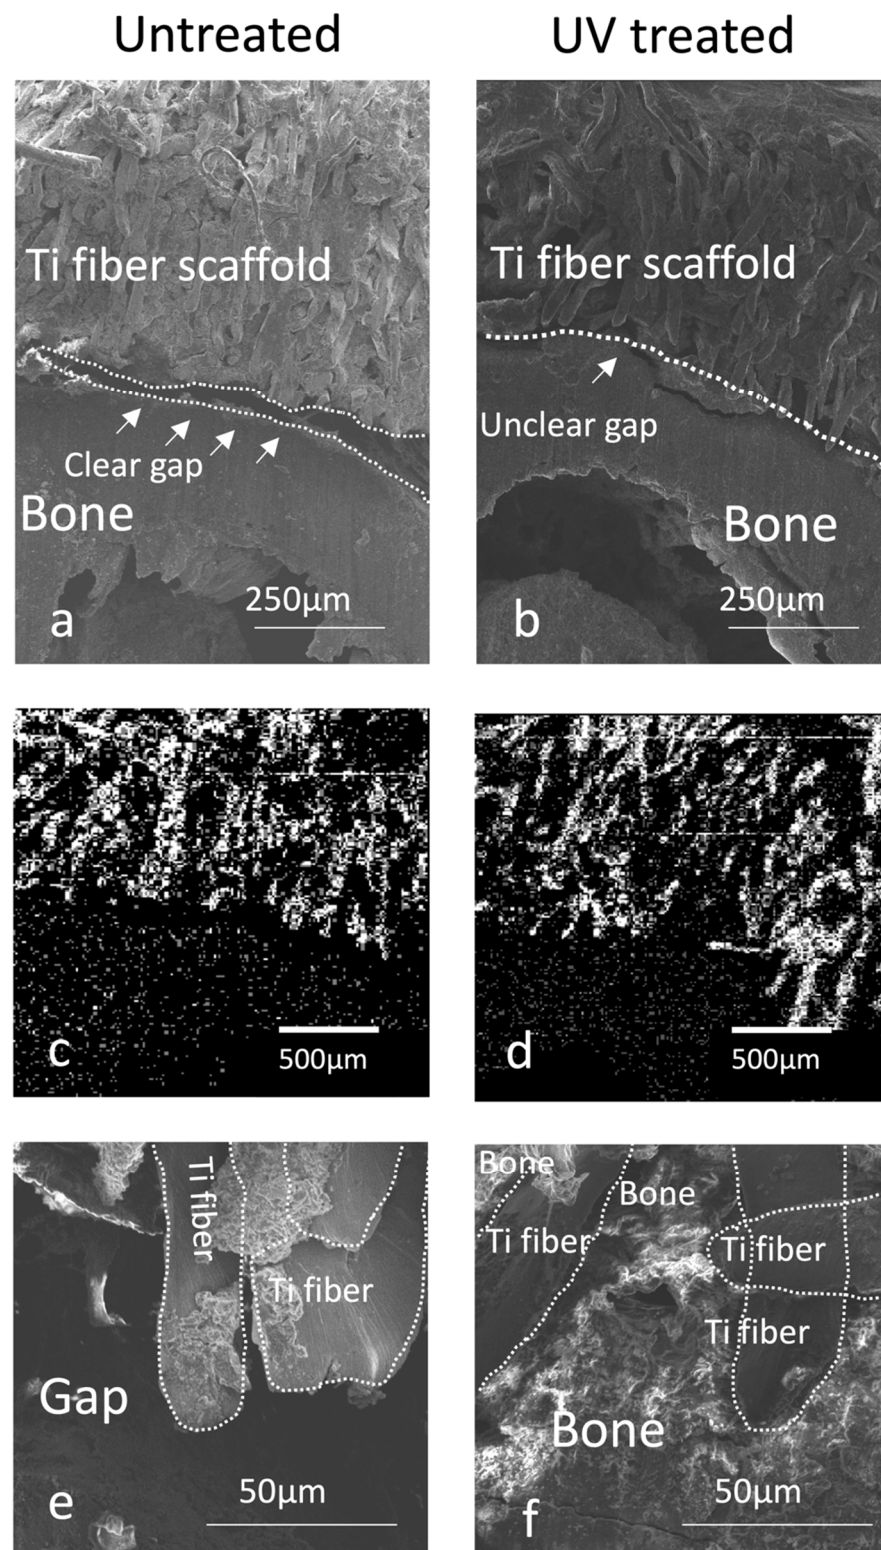 Untreated
UV treated
Ti fiber scaffold
Clear gap
Bone
250μm
a
Ti fiber scaffold
Unclear gap
Bone
250μm
b
c
500μm
d
500μm
Ti fiber
Ti fiber
Gap
50μm
e
Bone
Bone
Ti fiber
Ti fiber
Ti fiber
Bone
50μm
f